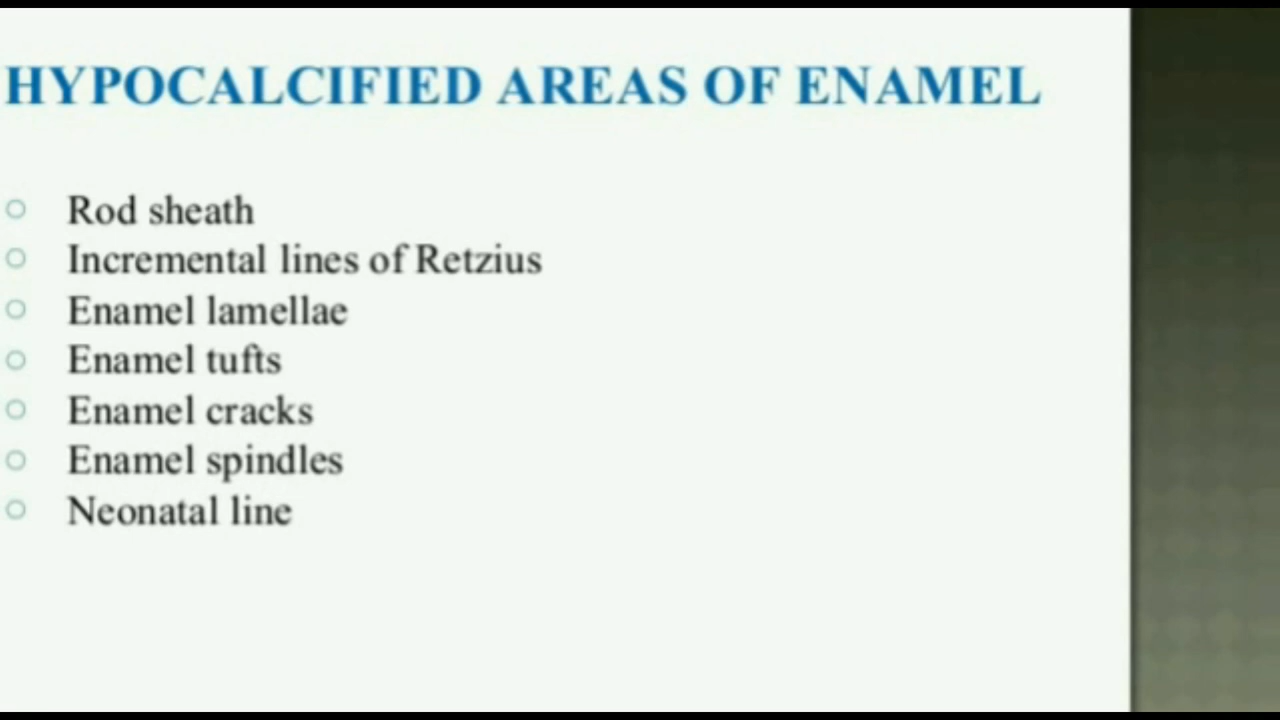 HYPOCALCIFIED AREAS OF ENAMEL
Rod sheath
Incremental lines of Retzius
Enamel lamellae
Enamel tufts
Enamel cracks
Enamel spindles
Neonatal line